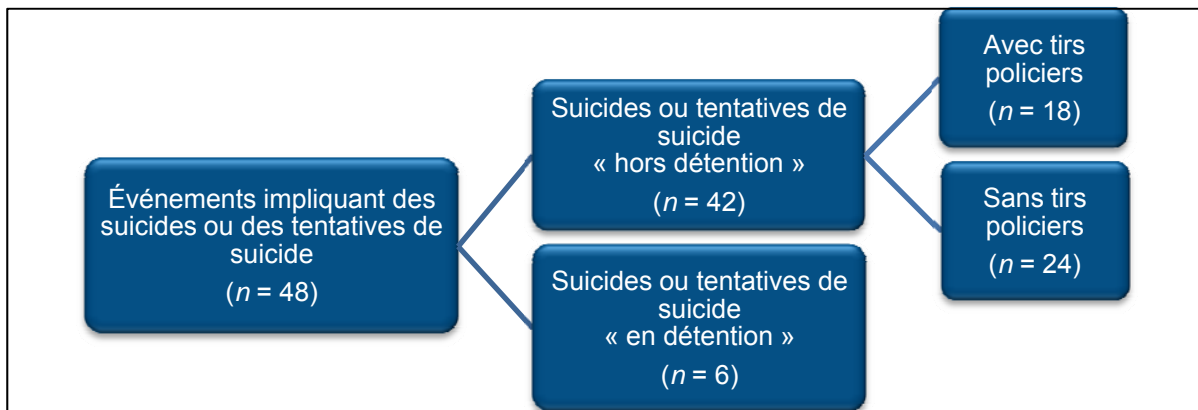 Événements impliquant des
suicides ou des tentatives de
suicide
(n = 48)
Suicides ou tentatives de
suicide
« hors détention »
(n = 42)
Suicides ou tentatives de
suicide
« en détention »
(n = 6)
Avec tirs
policiers
(n = 18)
Sans tirs
policiers
(n = 24)